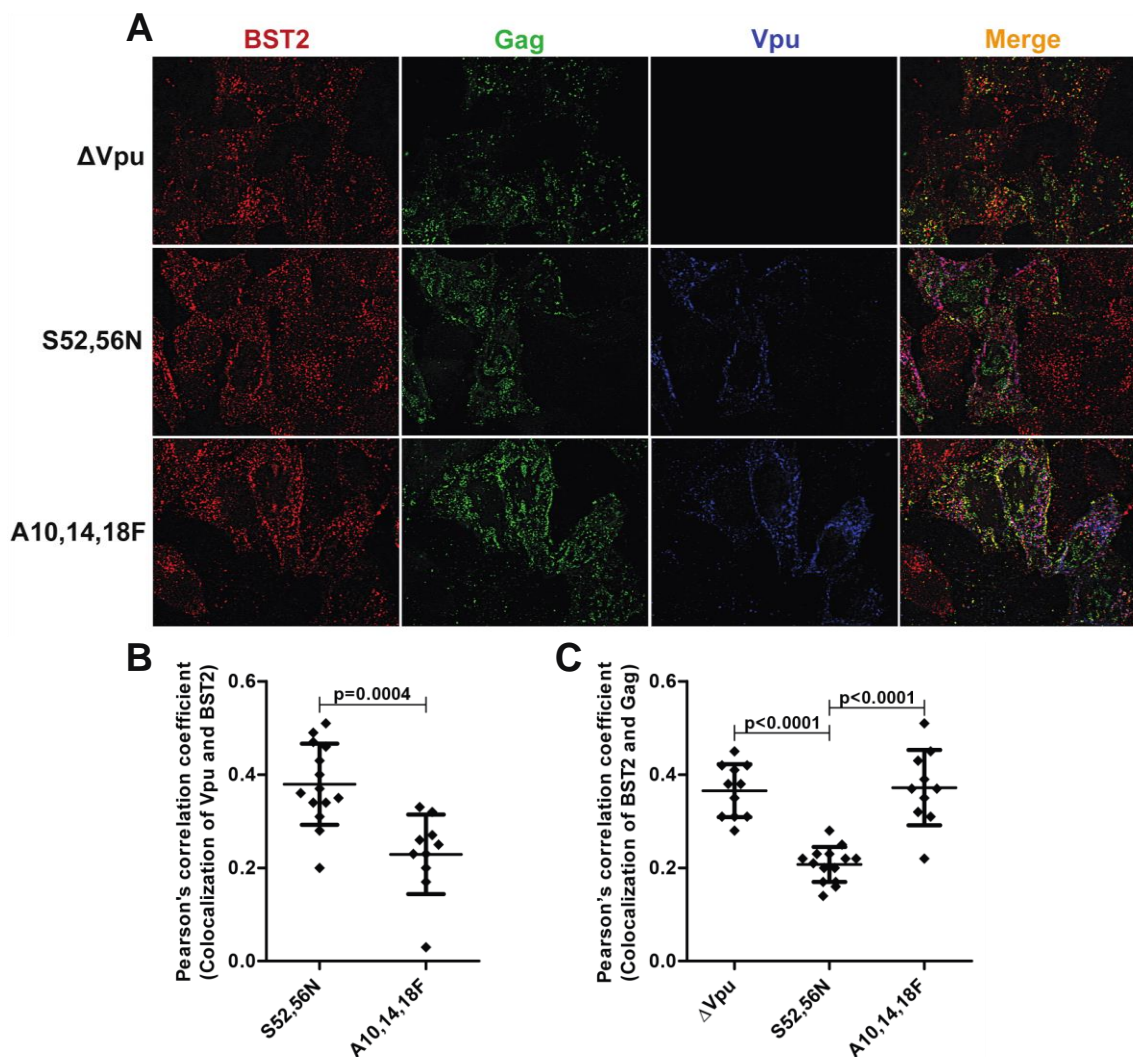 A
BST2 Gag Vpu Merge
ΔVpu
S52,56N
A10,14,18F
B
Pearson's correlation coefficient
(Colocalization of Vpu and BST2)
0.6
0.4
0.2
0.0
p=0.0004
S52,56N
A10,14,18F
C
Pearson's correlation coefficient
(Colocalization of BST2 and Gag)
0.6
0.4
0.2
0.0
p<0.0001
p<0.0001
ΔVpu
S52,56N
A10,14,18F